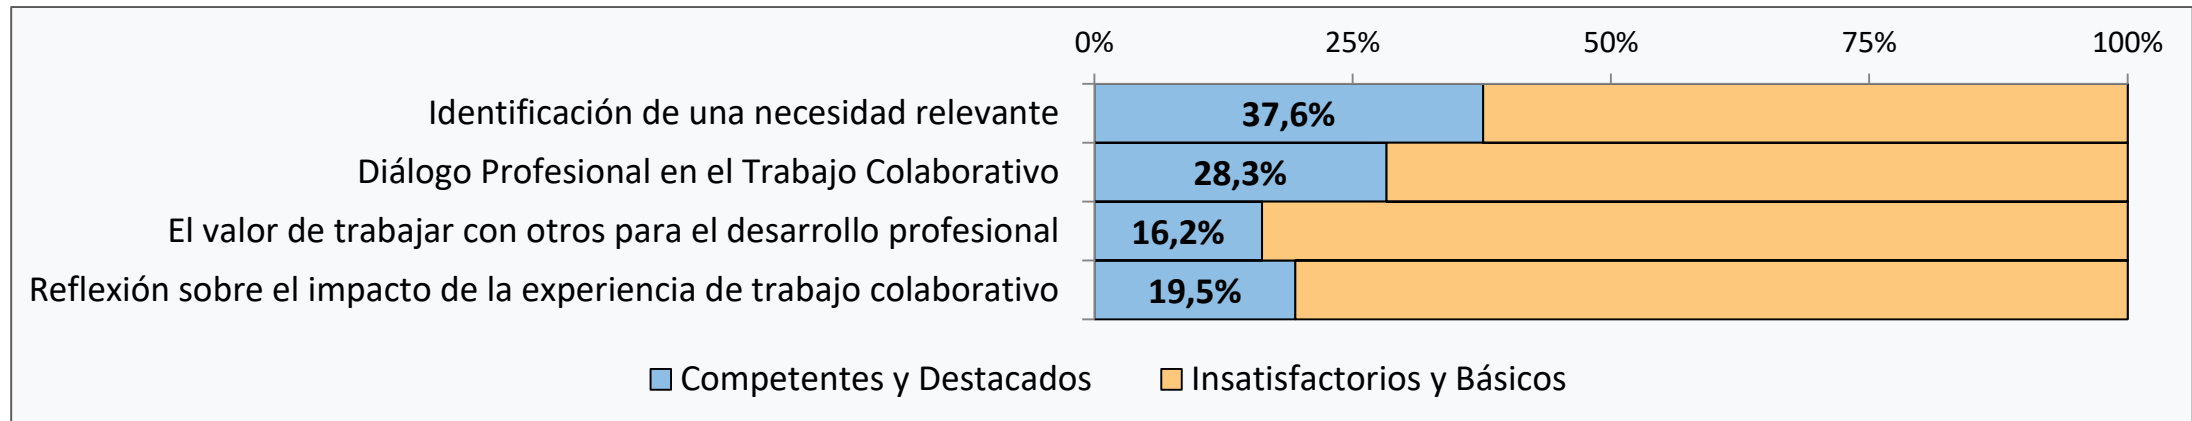 0% 25% 50% 75% 100%
Identificación de una necesidad relevante 37,6%
Diálogo Profesional en el Trabajo Colaborativo 28,3%
El valor de trabajar con otros para el desarrollo profesional 16,2%
Reflexión sobre el impacto de la experiencia de trabajo colaborativo 19,5%
Competentes y Destacados Insatisfactorios y Básicos